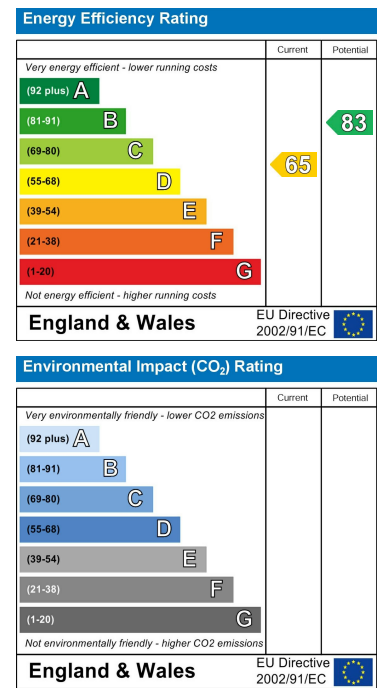 Energy Efficiency Rating
Current Potential
Very energy efficient - lower running costs
(92 plus) A
(81-91) B
83
(69-80) C
65
(55-68) D
(39-54) E
(21-38) F
(1-20) G
Not energy efficient - higher running costs
England & Wales
EU Directive
2002/91/EC
Environmental Impact (CO₂) Rating
Current Potential
Very environmentally friendly - lower CO2 emissions
(92 plus) A
(81-91) B
(69-80) C
(55-68) D
(39-54) E
(21-38) F
(1-20) G
Not environmentally friendly - higher CO2 emissions
England & Wales
EU Directive
2002/91/EC